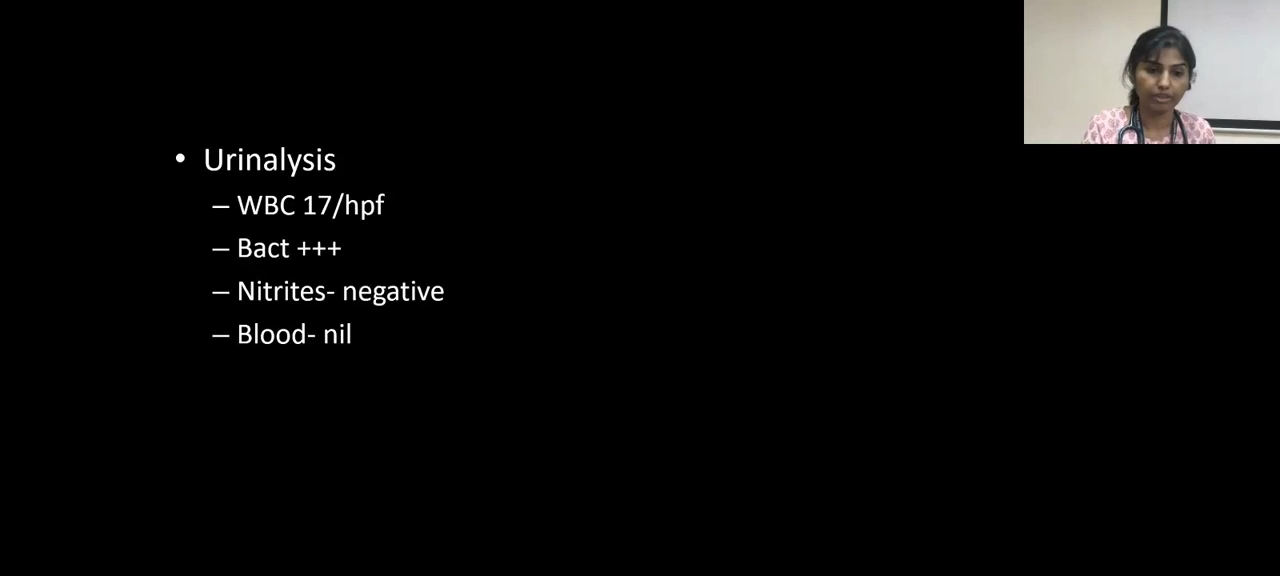 • Urinalysis
– WBC 17/hpf
– Bact +++
– Nitrites- negative
– Blood- nil